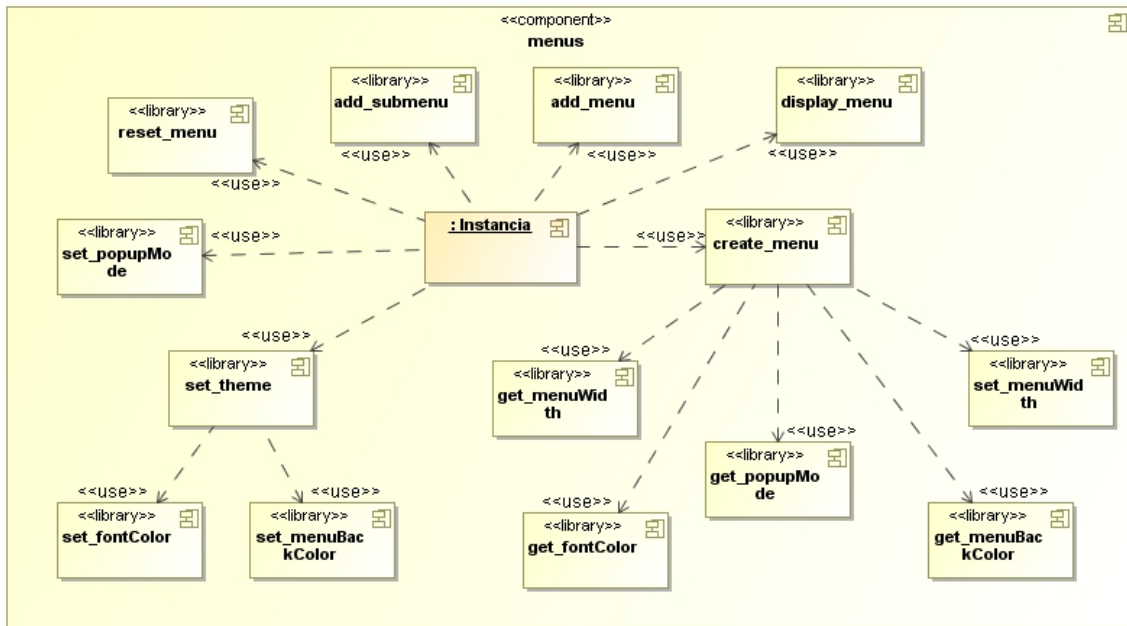 <<component>>
menus
<<library>>
add_submenu
<<library>>
add_menu
<<library>>
display_menu
<<library>>
reset_menu
<<use>>
<<use>>
<<use>>
<<use>>
: Instancia
<<library>>
create_menu
<<use>>
<<library>>
set_popupMo
de
<<use>>
<<use>>
<<library>>
set_theme
<<use>>
<<library>>
get_menuWid
th
<<use>>
<<library>>
set_menuWid
th
<<use>>
<<library>>
get_popupMo
de
<<use>>
<<library>>
set_fontColor
<<use>>
<<library>>
set_menuBac
kColor
<<use>>
<<library>>
get_fontColor
<<use>>
<<library>>
get_menuBac
kColor